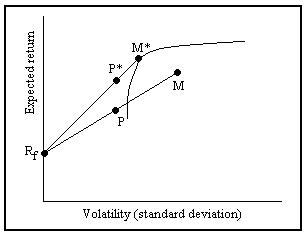 Expected return
M*
P*
M
P
Rf
Volatility (standard deviation)